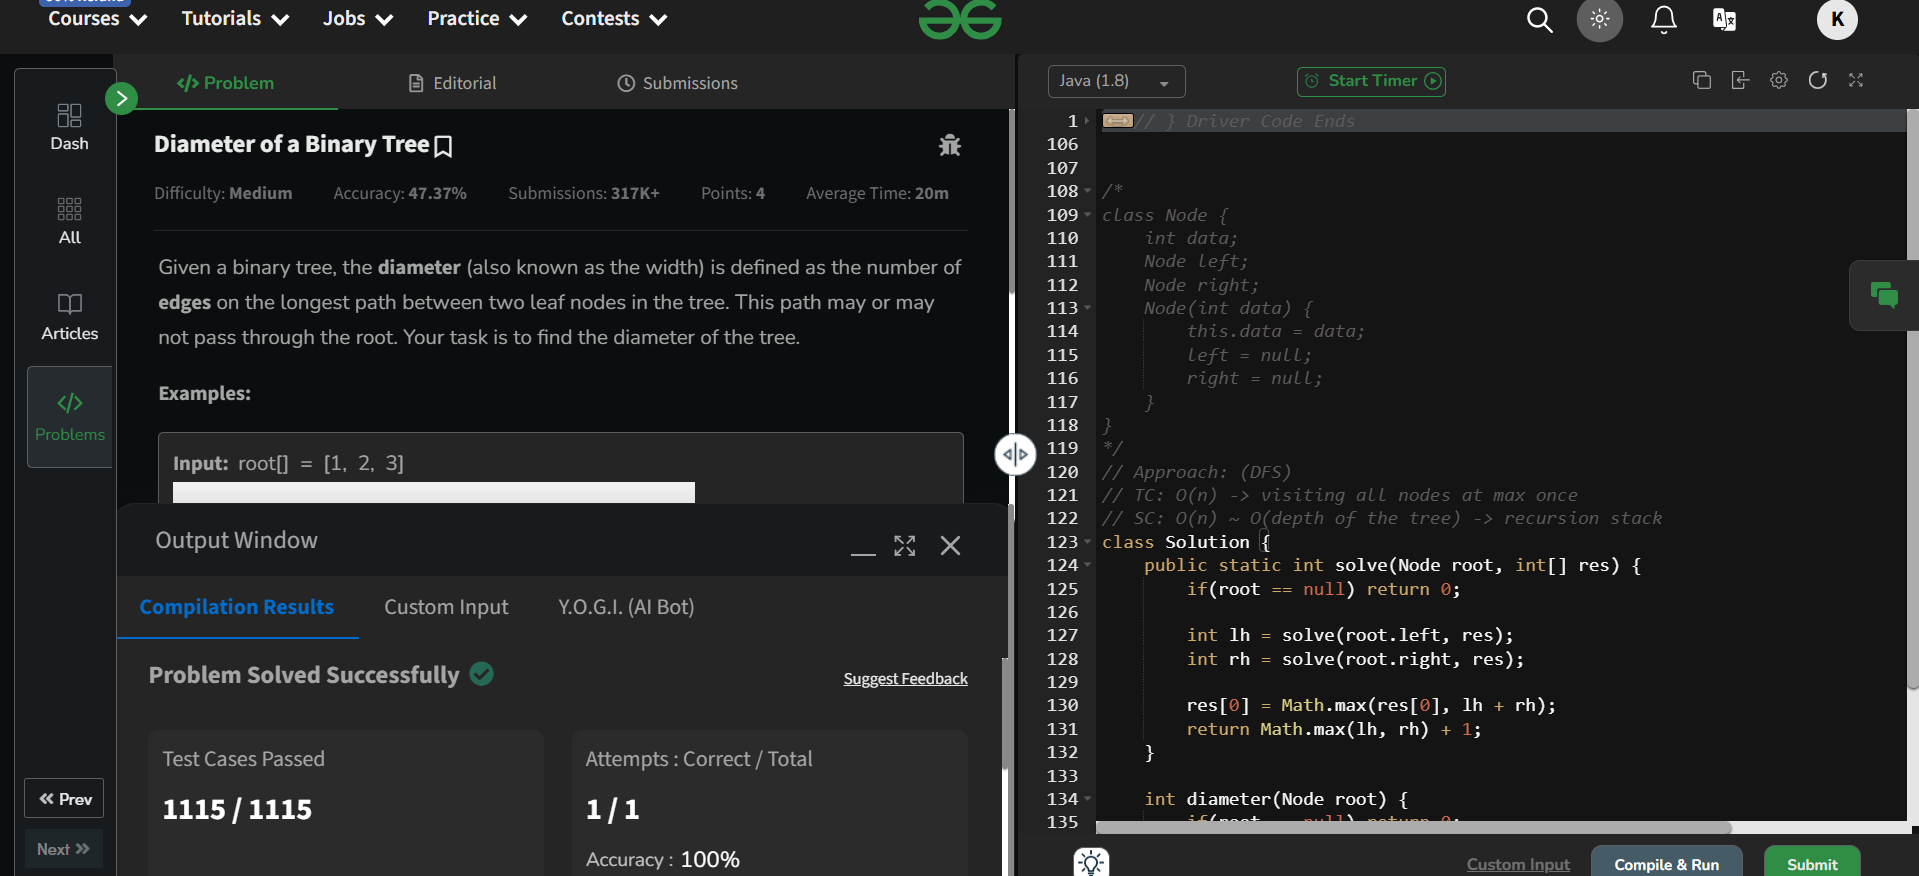 Courses
Tutorials
Jobs
Practice
Contests
K
Dash
All
Articles
Problems
Prev
Next
Problem
Editorial
Submissions
Diameter of a Binary Tree
Difficulty: Medium
Accuracy: 47.37%
Submissions: 317K+
Points: 4
Average Time: 20m
Given a binary tree, the diameter (also known as the width) is defined as the number of
edges on the longest path between two leaf nodes in the tree. This path may or may
not pass through the root. Your task is to find the diameter of the tree.
Examples:
Input: root[] = [1, 2, 3]
Output Window
Compilation Results
Custom Input
Y.O.G.I. (AI Bot)
Problem Solved Successfully
Suggest Feedback
Test Cases Passed
1115 / 1115
Attempts : Correct / Total
1 / 1
Accuracy : 100%
Java (1.8)
Start Timer
1 // } Driver Code Ends
106
107
108 /*
109 class Node {
110 int data;
111 Node left;
112 Node right;
113 Node(int data) {
114 this.data = data;
115 left = null;
116 right = null;
117 }
118 }
119 */
120 // Approach: (DFS)
121 // TC: O(n) -> visiting all nodes at max once
122 // SC: O(n) ~ O(depth of the tree) -> recursion stack
123 class Solution {
124 public static int solve(Node root, int[] res) {
125 if(root == null) return 0;
126
127 int lh = solve(root.left, res);
128 int rh = solve(root.right, res);
129
130 res[0] = Math.max(res[0], lh + rh);
131 return Math.max(lh, rh) + 1;
132 }
133
134 int diameter(Node root) {
135
Custom Input
Compile & Run
Submit